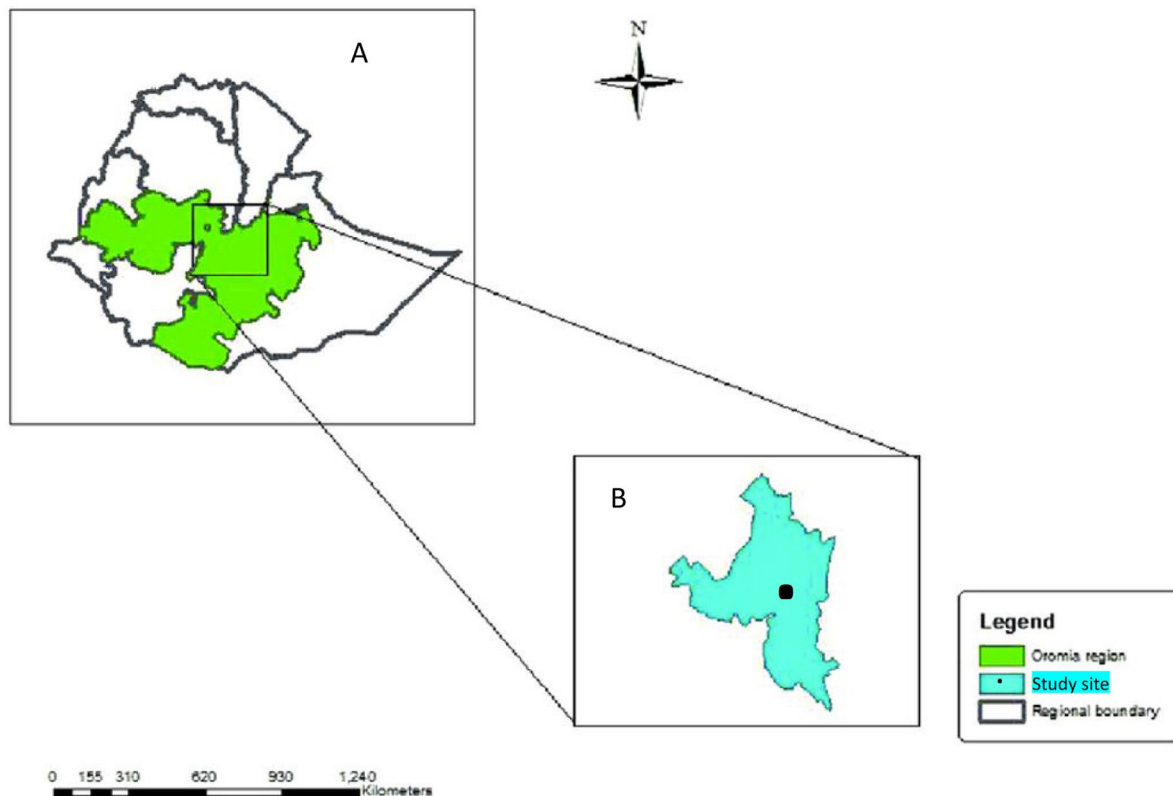 A
N
B
Legend
Oromia region
Study site
Regional boundary
0 155 310 620 930 1,240
Kilometers